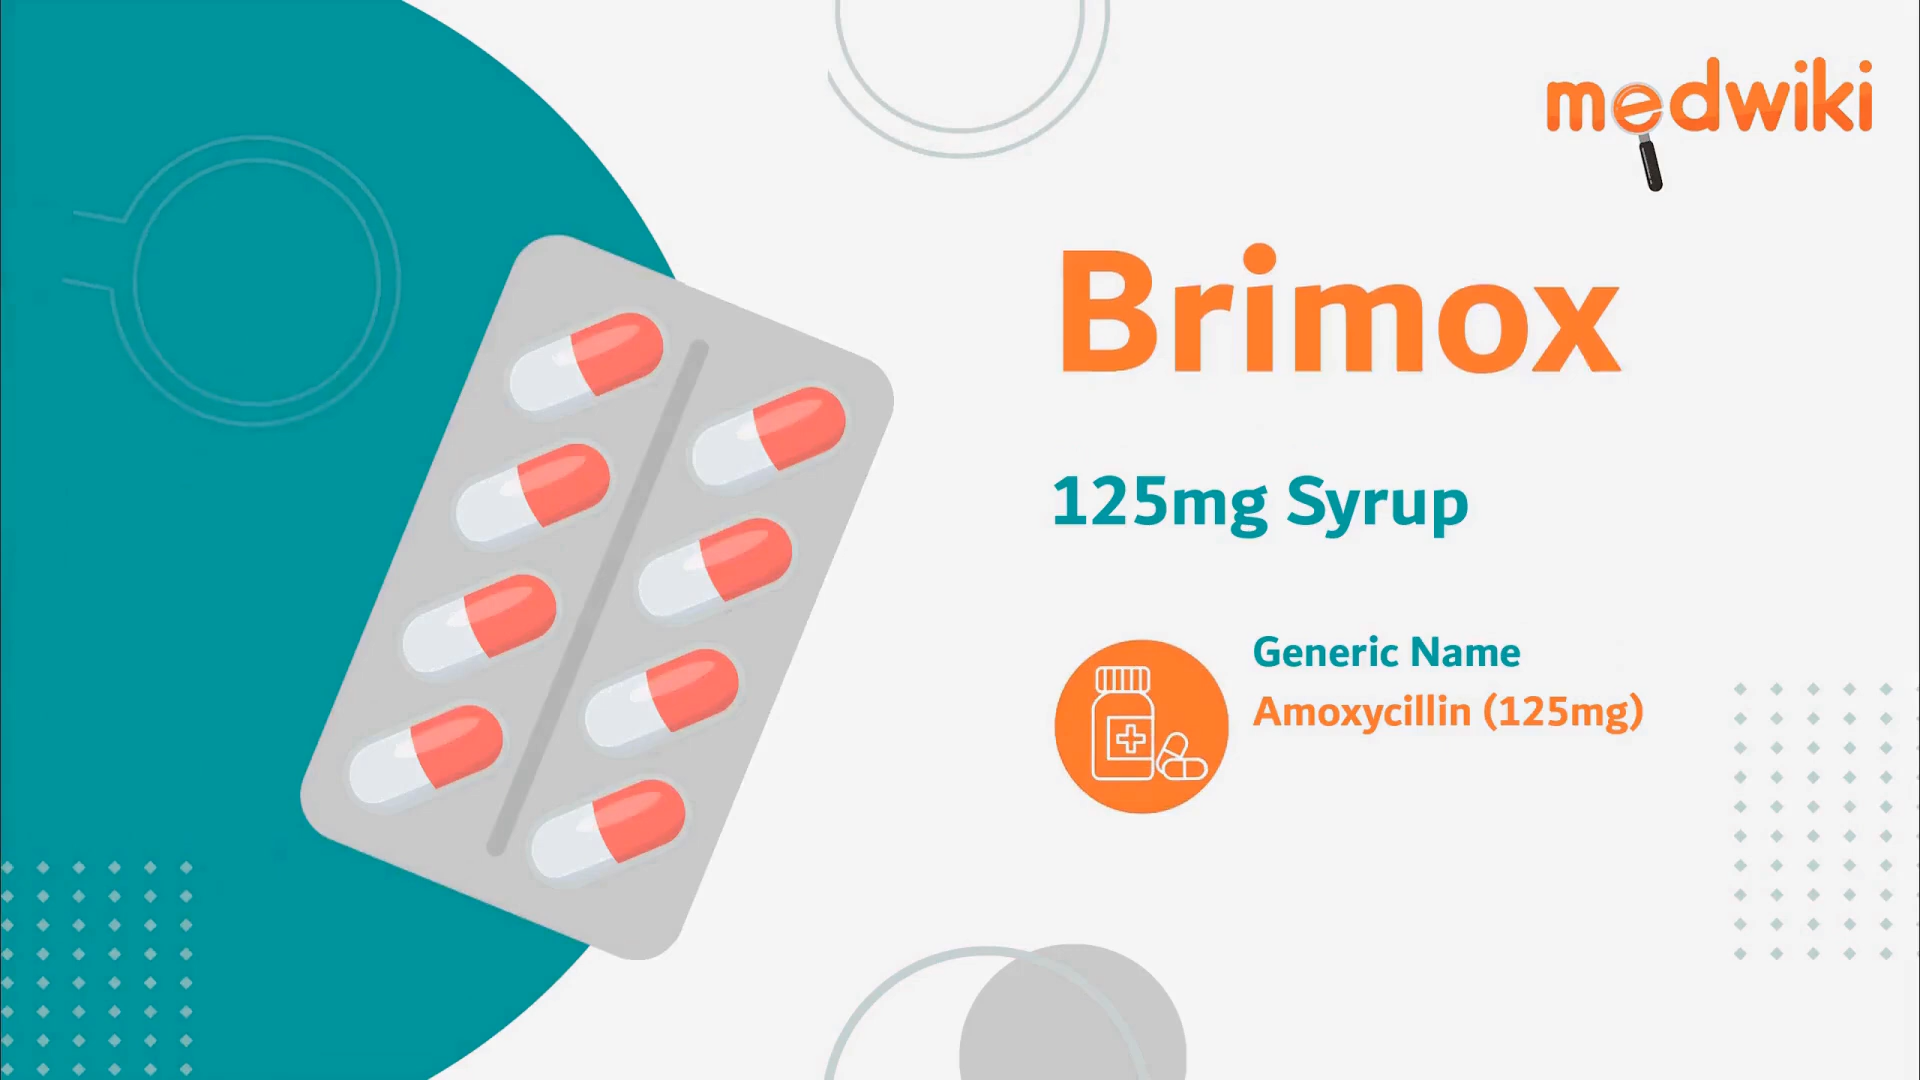 medwiki
Brimox
125mg Syrup
Generic Name
Amoxycillin (125mg)